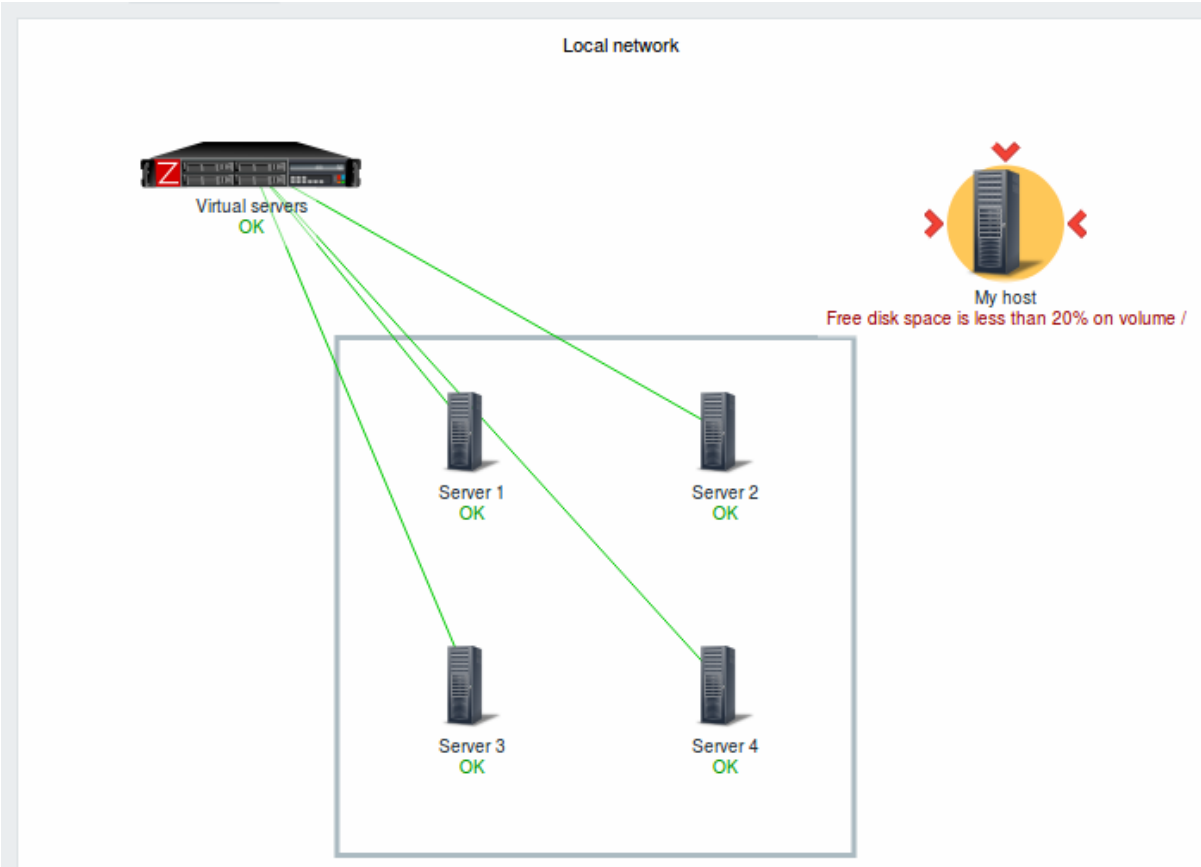 Local network
Z
Virtual servers
OK
My host
Free disk space is less than 20% on volume /
Server 1
OK
Server 2
OK
Server 3
OK
Server 4
OK